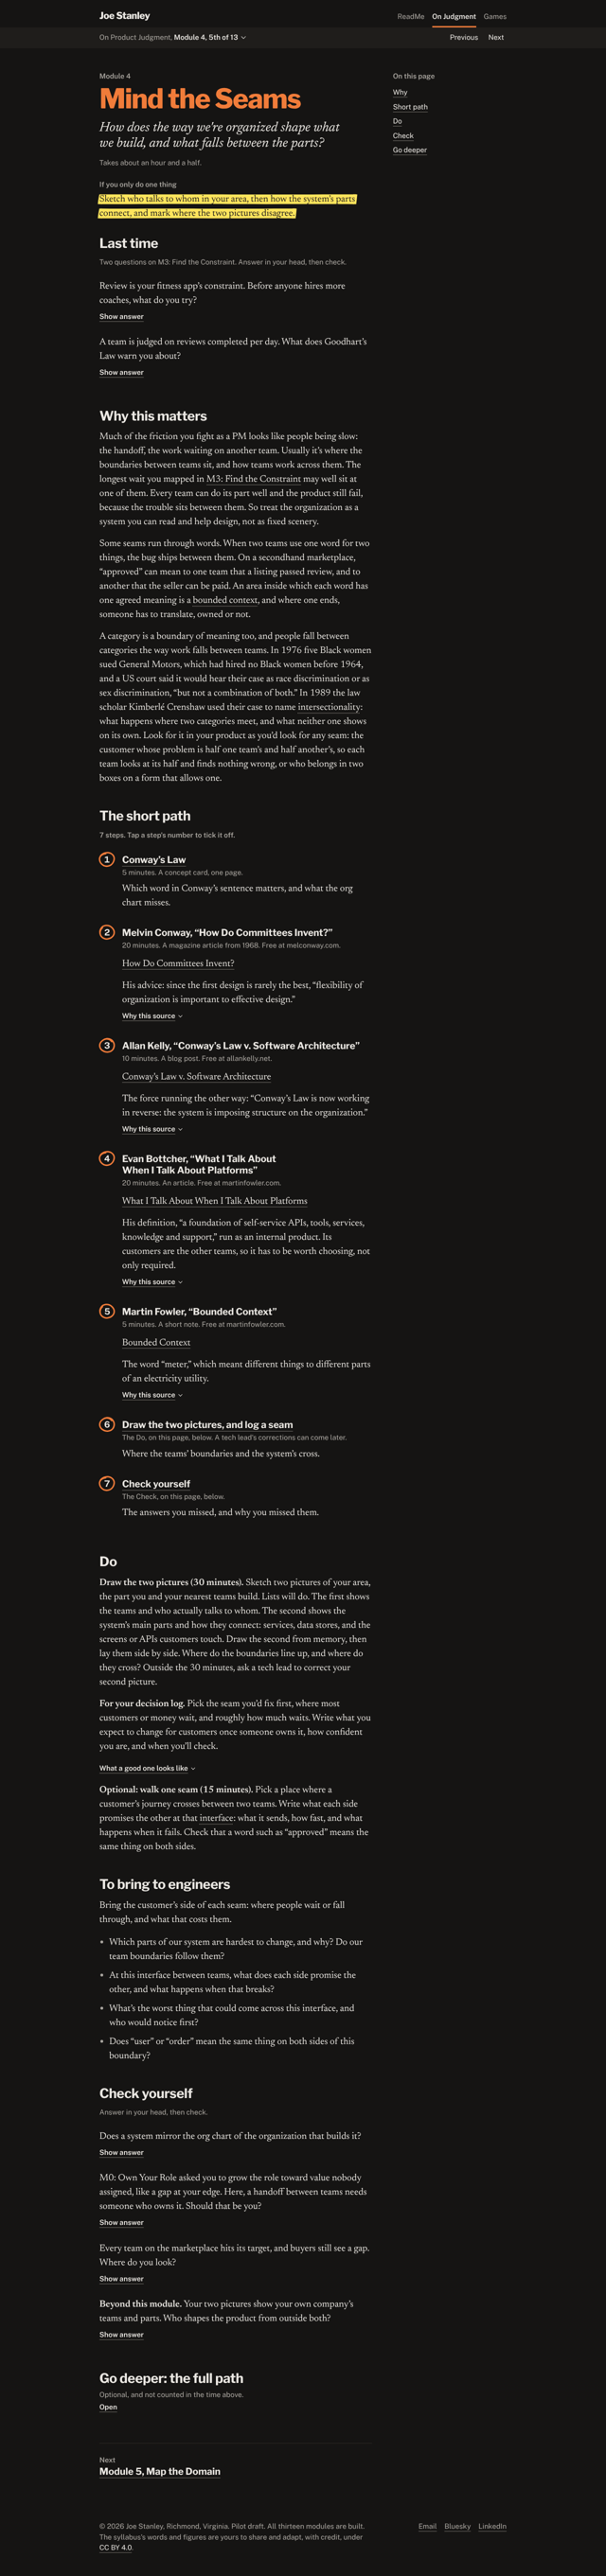 Joe Stanley
ReadMe On Judgment Games
On Product Judgment, Module 4, 5th of 13
Previous Next
Module 4
Mind the Seams
How does the way we're organized shape what
we build, and what falls between the parts?
Takes about an hour and a half.
If you only do one thing
Sketch who talks to whom in your area, then how the system's parts
connect, and mark where the two pictures disagree.
On this page
Why
Short path
Do
Check
Go deeper
Last time
Two questions on M3: Find the Constraint. Answer in your head, then check.
Review is your fitness app's constraint. Before anyone hires more
coaches, what do you try?
Show answer
A team is judged on reviews completed per day. What does Goodhart's
Law warn you about?
Show answer
Why this matters
Much of the friction you fight as a PM looks like people being slow:
the handoff, the work waiting on another team. Usually it's where the
boundaries between teams sit, and how teams work across them. The
longest wait you mapped in M3: Find the Constraint may well sit at
one of them. Every team can do its part well and the product still fail,
because the trouble sits between them. So treat the organization as a
system you can read and help design, not as fixed scenery.
Some seams run through words. When two teams use one word for two
things, the bug ships between them. On a secondhand marketplace,
“approved” can mean to one team that a listing passed review, and to
another that the seller can be paid. An area inside which each word has
one agreed meaning is a bounded context, and where one ends,
someone has to translate, owned or not.
A category is a boundary of meaning too, and people fall between
categories the way work falls between teams. In 1976 five Black women
sued General Motors, which had hired no Black women before 1964,
and a US court said it would hear their case as race discrimination or as
sex discrimination, “but not a combination of both.” In 1989 the law
scholar Kimberlé Crenshaw used their case to name intersectionality:
what happens where two categories meet, and what neither one shows
on its own. Look for it in your product as you'd look for any seam: the
customer whose problem is half one team's and half another's, so each
team looks at its half and finds nothing wrong, or who belongs in two
boxes on a form that allows one.
The short path
7 steps. Tap a step's number to tick it off.
1 Conway's Law
5 minutes. A concept card, one page.
Which word in Conway's sentence matters, and what the org
chart misses.
2 Melvin Conway, “How Do Committees Invent?”
20 minutes. A magazine article from 1968. Free at melconway.com.
How Do Committees Invent?
His advice: since the first design is rarely the best, “flexibility of
organization is important to effective design.”
Why this source
3 Allan Kelly, “Conway's Law v. Software Architecture”
10 minutes. A blog post. Free at allankelly.net.
Conway's Law v. Software Architecture
The force running the other way: “Conway's Law is now working
in reverse: the system is imposing structure on the organization.”
Why this source
4 Evan Bottcher, “What I Talk About
When I Talk About Platforms”
20 minutes. An article. Free at martinfowler.com.
What I Talk About When I Talk About Platforms
His definition, “a foundation of self-service APIs, tools, services,
knowledge and support,” run as an internal product. Its
customers are the other teams, so it has to be worth choosing, not
only required.
Why this source
5 Martin Fowler, “Bounded Context”
5 minutes. A short note. Free at martinfowler.com.
Bounded Context
The word “meter,” which meant different things to different parts
of an electricity utility.
Why this source
6 Draw the two pictures, and log a seam
The Do, on this page, below. A tech lead's corrections can come later.
Where the teams' boundaries and the system's cross.
7 Check yourself
The Check, on this page, below.
The answers you missed, and why you missed them.
Do
Draw the two pictures (30 minutes). Sketch two pictures of your area,
the part you and your nearest teams build. Lists will do. The first shows
the teams and who actually talks to whom. The second shows the
system's main parts and how they connect: services, data stores, and the
screens or APIs customers touch. Draw the second from memory, then
lay them side by side. Where do the boundaries line up, and where do
they cross? Outside the 30 minutes, ask a tech lead to correct your
second picture.
For your decision log. Pick the seam you'd fix first, where most
customers or money wait, and roughly how much waits. Write what you
expect to change for customers once someone owns it, how confident
you are, and when you'll check.
What a good one looks like
Optional: walk one seam (15 minutes). Pick a place where a
customer's journey crosses between two teams. Write what each side
promises the other at that interface: what it sends, how fast, and what
happens when it fails. Check that a word such as “approved” means the
same thing on both sides.
To bring to engineers
Bring the customer's side of each seam: where people wait or fall
through, and what that costs them.
• Which parts of our system are hardest to change, and why? Do our
team boundaries follow them?
• At this interface between teams, what does each side promise the
other, and what happens when that breaks?
• What's the worst thing that could come across this interface, and
who would notice first?
• Does “user” or “order” mean the same thing on both sides of this
boundary?
Check yourself
Answer in your head, then check.
Does a system mirror the org chart of the organization that builds it?
Show answer
M0: Own Your Role asked you to grow the role toward value nobody
assigned, like a gap at your edge. Here, a handoff between teams needs
someone who owns it. Should that be you?
Show answer
Every team on the marketplace hits its target, and buyers still see a gap.
Where do you look?
Show answer
Beyond this module. Your two pictures show your own company's
teams and parts. Who shapes the product from outside both?
Show answer
Go deeper: the full path
Optional, and not counted in the time above.
Open
Next
Module 5, Map the Domain
© 2026 Joe Stanley, Richmond, Virginia. Pilot draft. All thirteen modules are built.
The syllabus's words and figures are yours to share and adapt, with credit, under
CC BY 4.0.
Email Bluesky LinkedIn